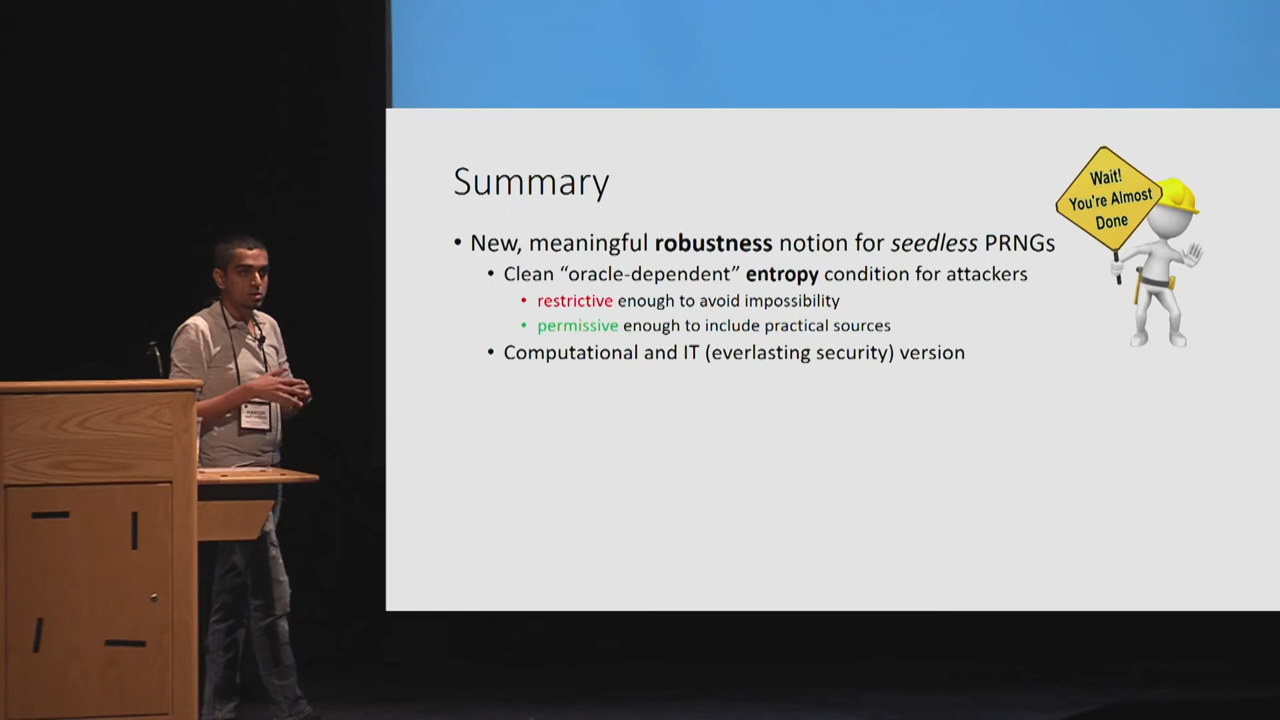 Wait!
You're Almost
Done
Summary
• New, meaningful robustness notion for seedless PRNGs
• Clean “oracle-dependent” entropy condition for attackers
• restrictive enough to avoid impossibility
• permissive enough to include practical sources
• Computational and IT (everlasting security) version